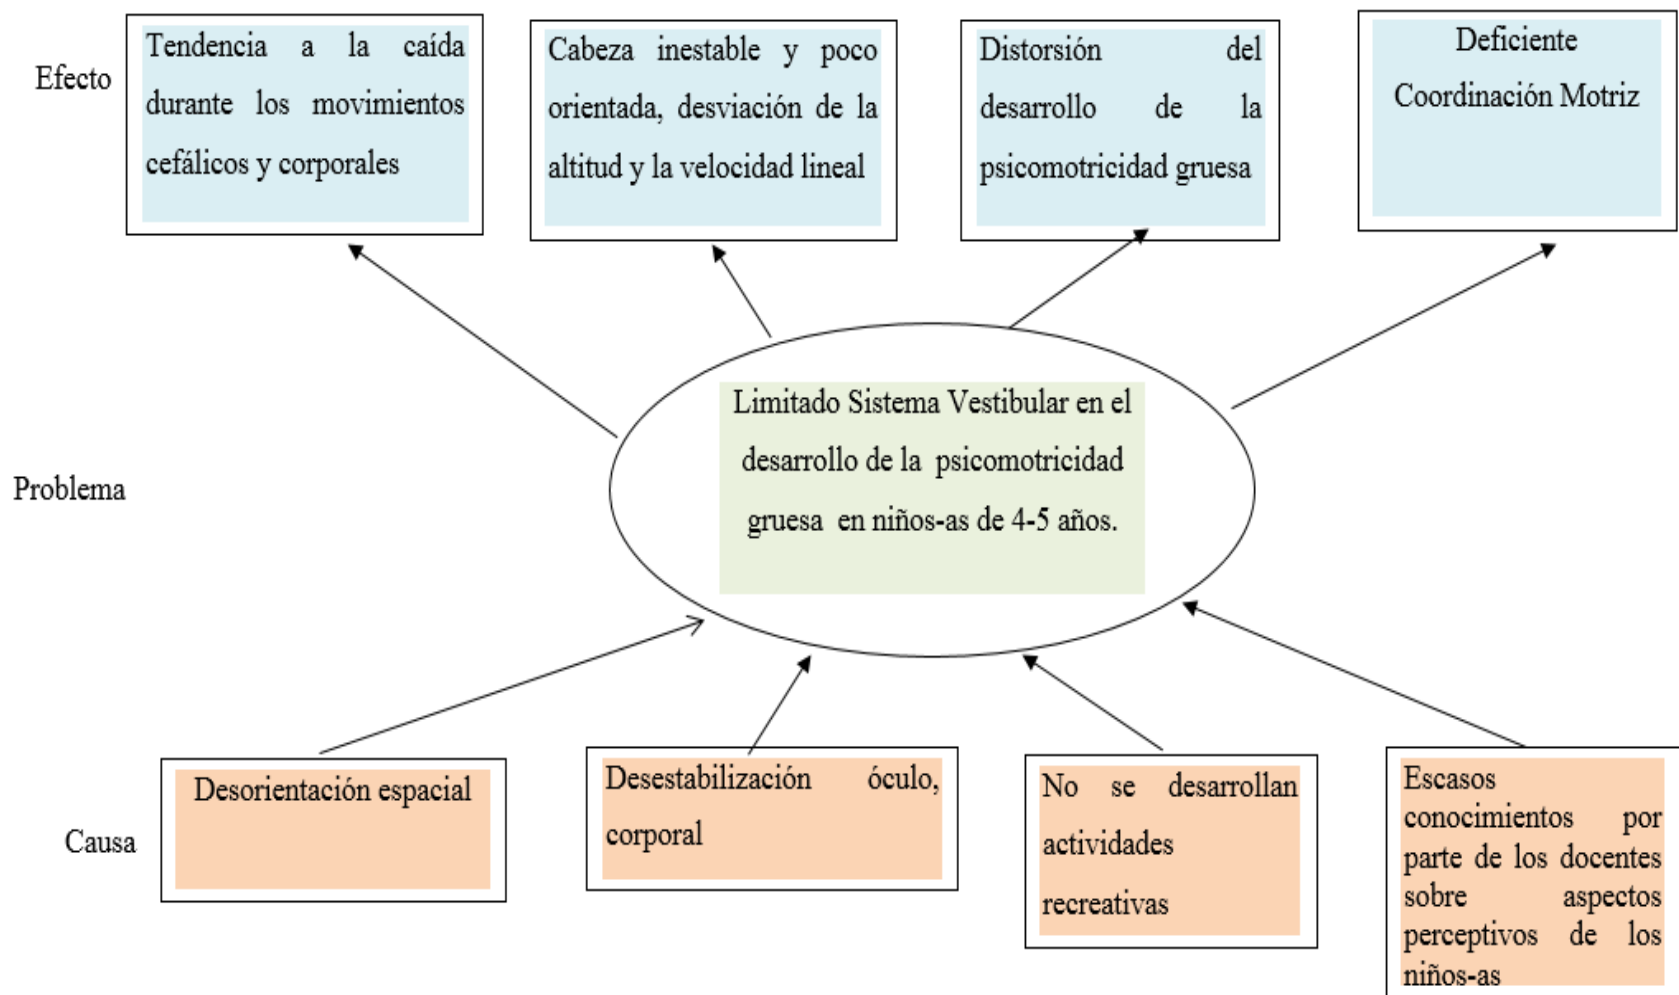 Efecto
Tendencia a la caída
durante los movimientos
cefálicos y corporales
Cabeza inestable y poco
orientada, desviación de la
altitud y la velocidad lineal
Distorsión del
desarrollo de la
psicomotricidad gruesa
Deficiente
Coordinación Motriz
Problema
Limitado Sistema Vestibular en el
desarrollo de la psicomotricidad
gruesa en niños-as de 4-5 años.
Causa
Desorientación espacial
Desestabilización óculo,
corporal
No se desarrollan
actividades
recreativas
Escasos
conocimientos por
parte de los docentes
sobre aspectos
perceptivos de los
niños-as